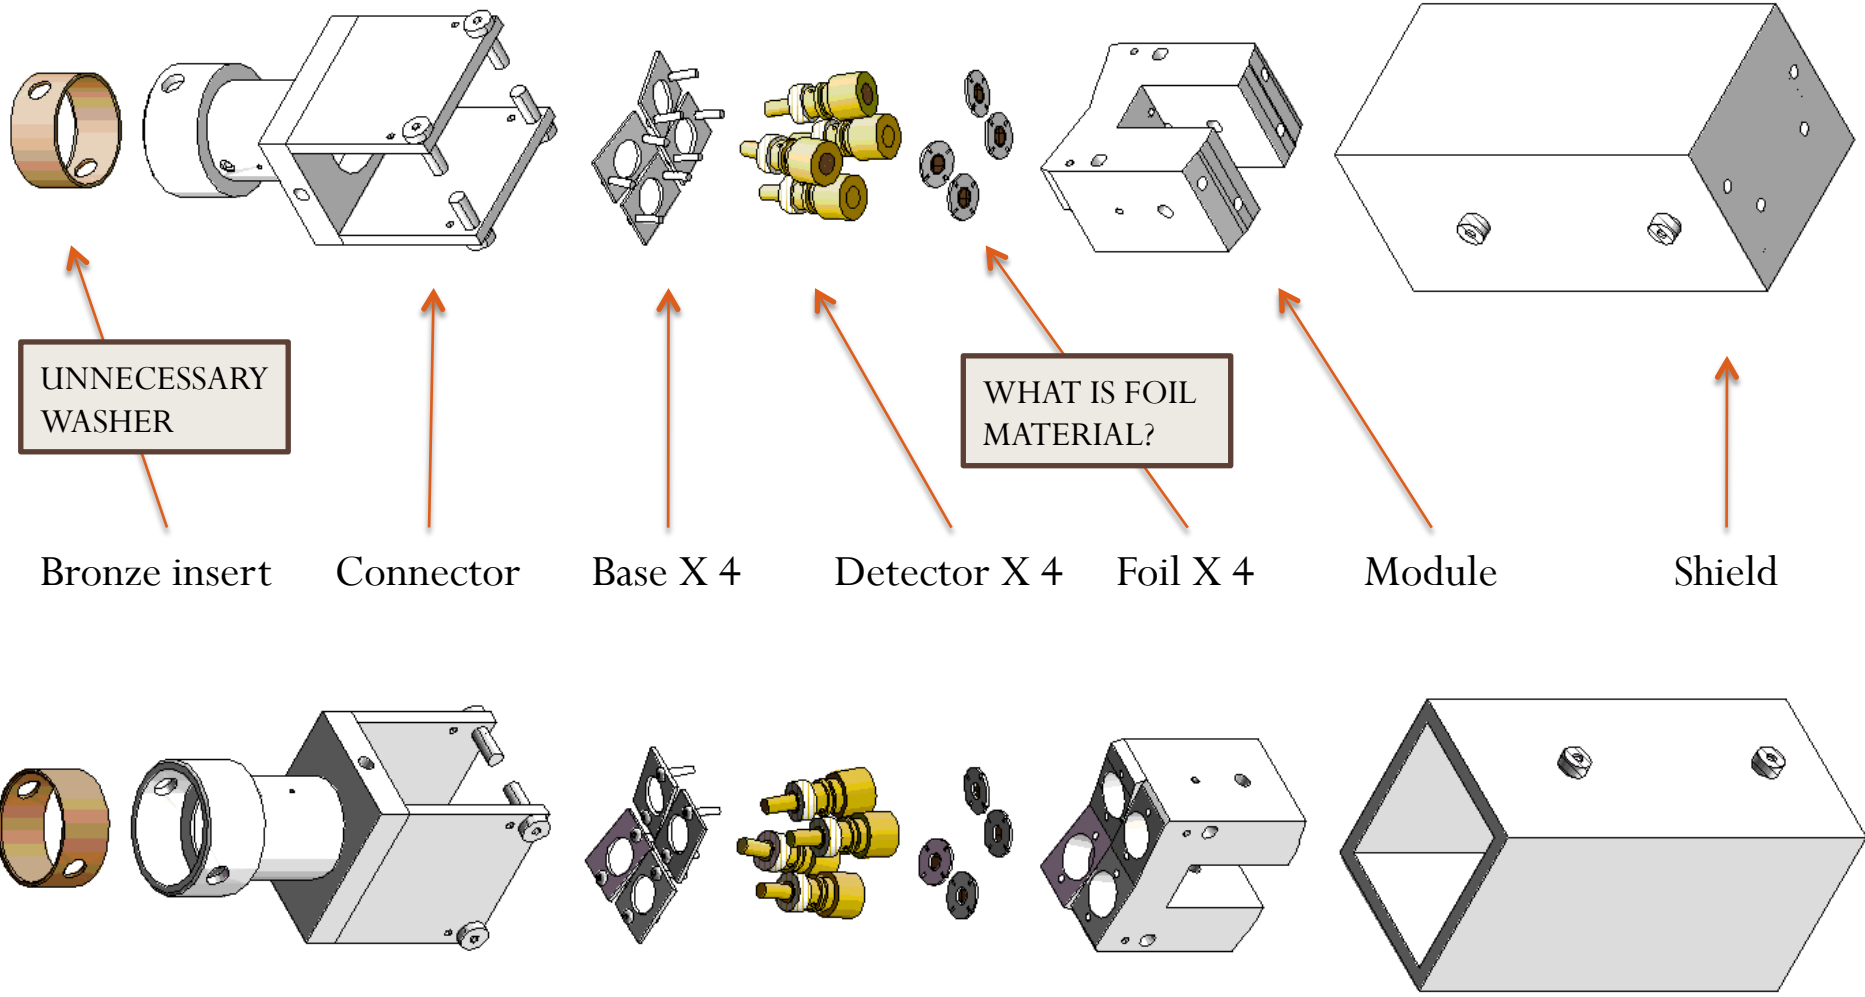 UNNECESSARY
WASHER
WHAT IS FOIL
MATERIAL?
Bronze insert
Connector
Base X 4
Detector X 4
Foil X 4
Module
Shield